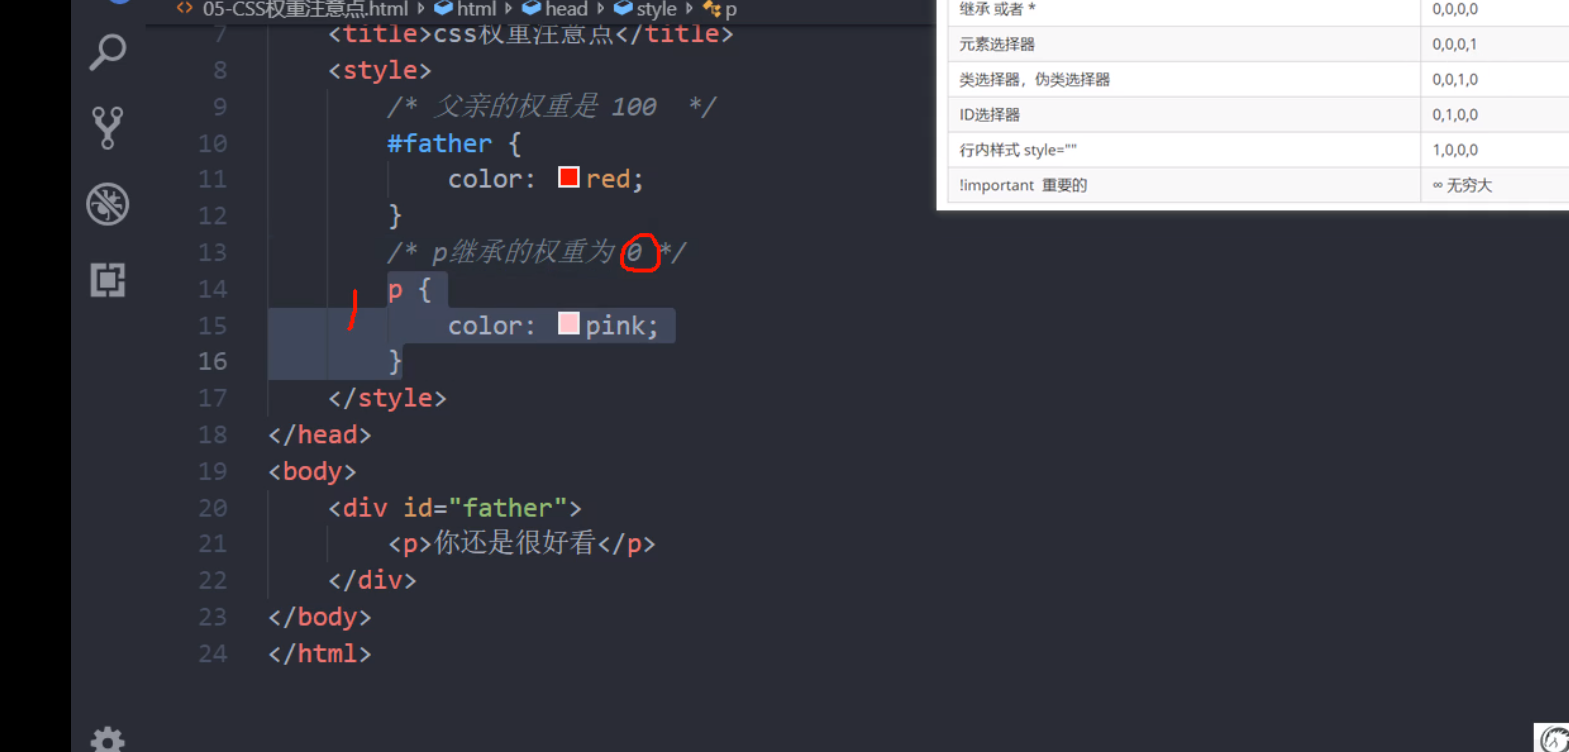 05-CSS权重注意点.html > html > head > style > p
7 <title>css权重注意点</title>
8 <style>
9 /* 父亲的权重是 100 */
10 #father {
11 color: red;
12 }
13 /* p继承的权重为 0 */
14 p {
15 color: pink;
16 }
17 </style>
18 </head>
19 <body>
20 <div id="father">
21 <p>你还是很好看</p>
22 </div>
23 </body>
24 </html>
继承 或者 * 0,0,0,0
元素选择器 0,0,0,1
类选择器，伪类选择器 0,0,1,0
ID选择器 0,1,0,0
行内样式 style="" 1,0,0,0
!important 重要的 ∞ 无穷大